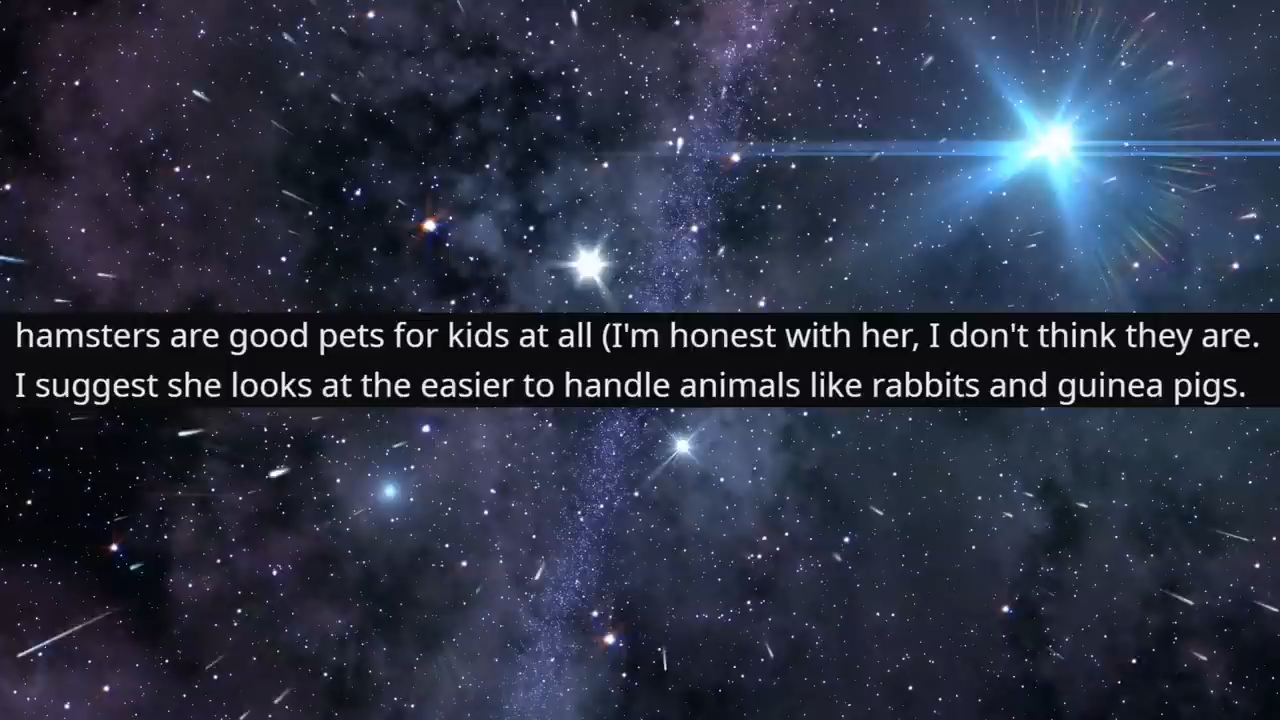 hamsters are good pets for kids at all (I'm honest with her, I don't think they are.
I suggest she looks at the easier to handle animals like rabbits and guinea pigs.